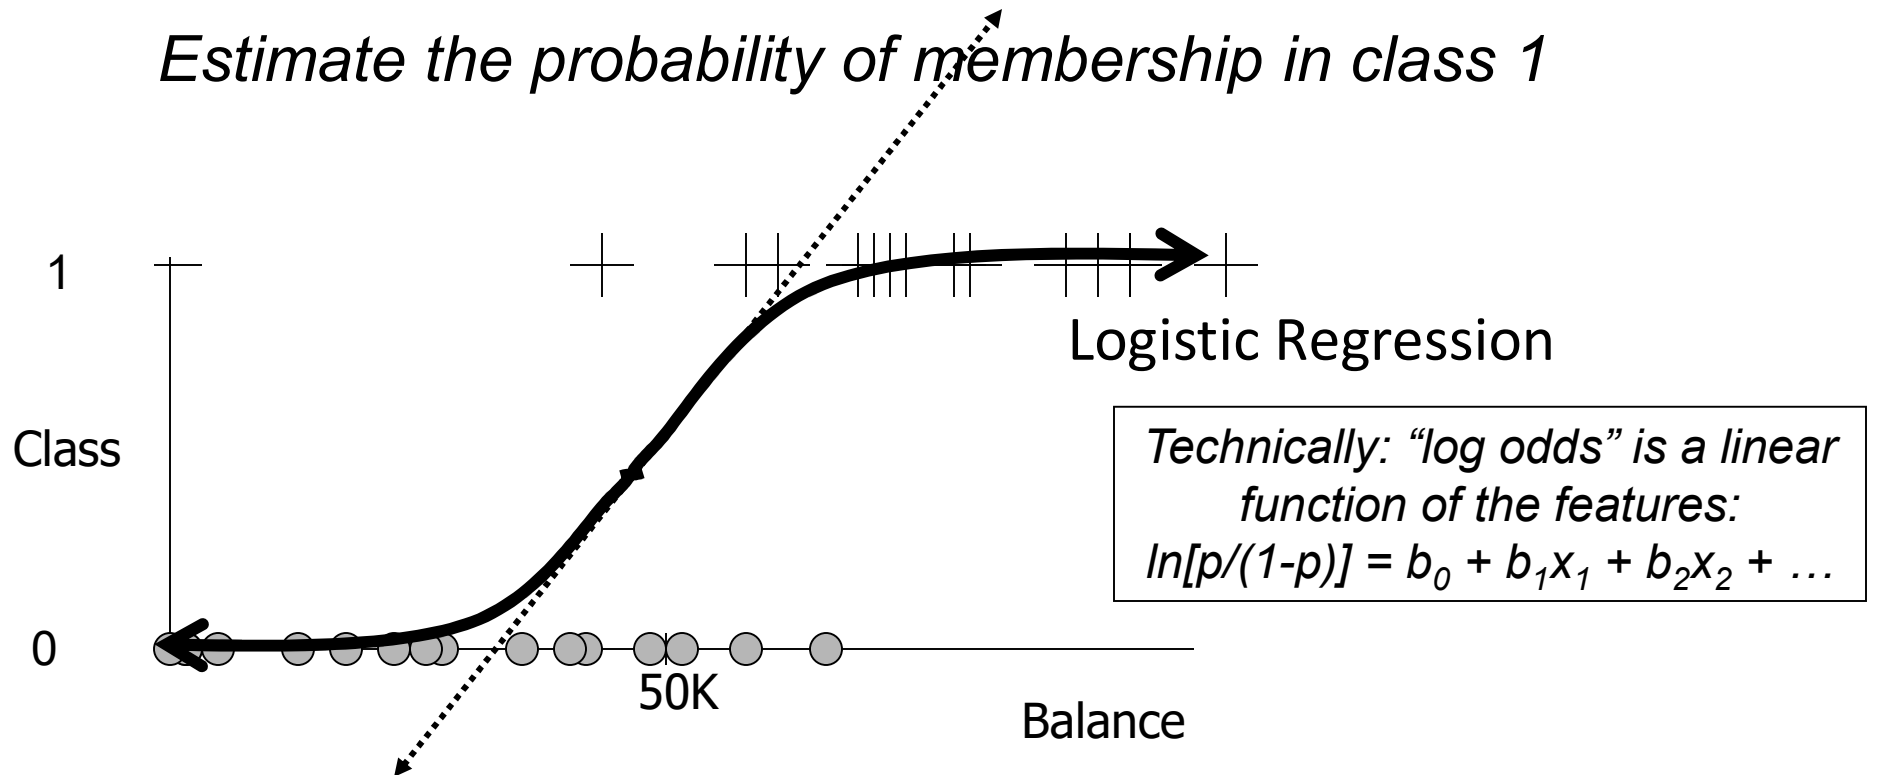 Estimate the probability of membership in class 1
1
Logistic Regression
Class
Technically: “log odds” is a linear
function of the features:
ln[p/(1-p)] = b₀ + b₁x₁ + b₂x₂ + …
0
50K
Balance